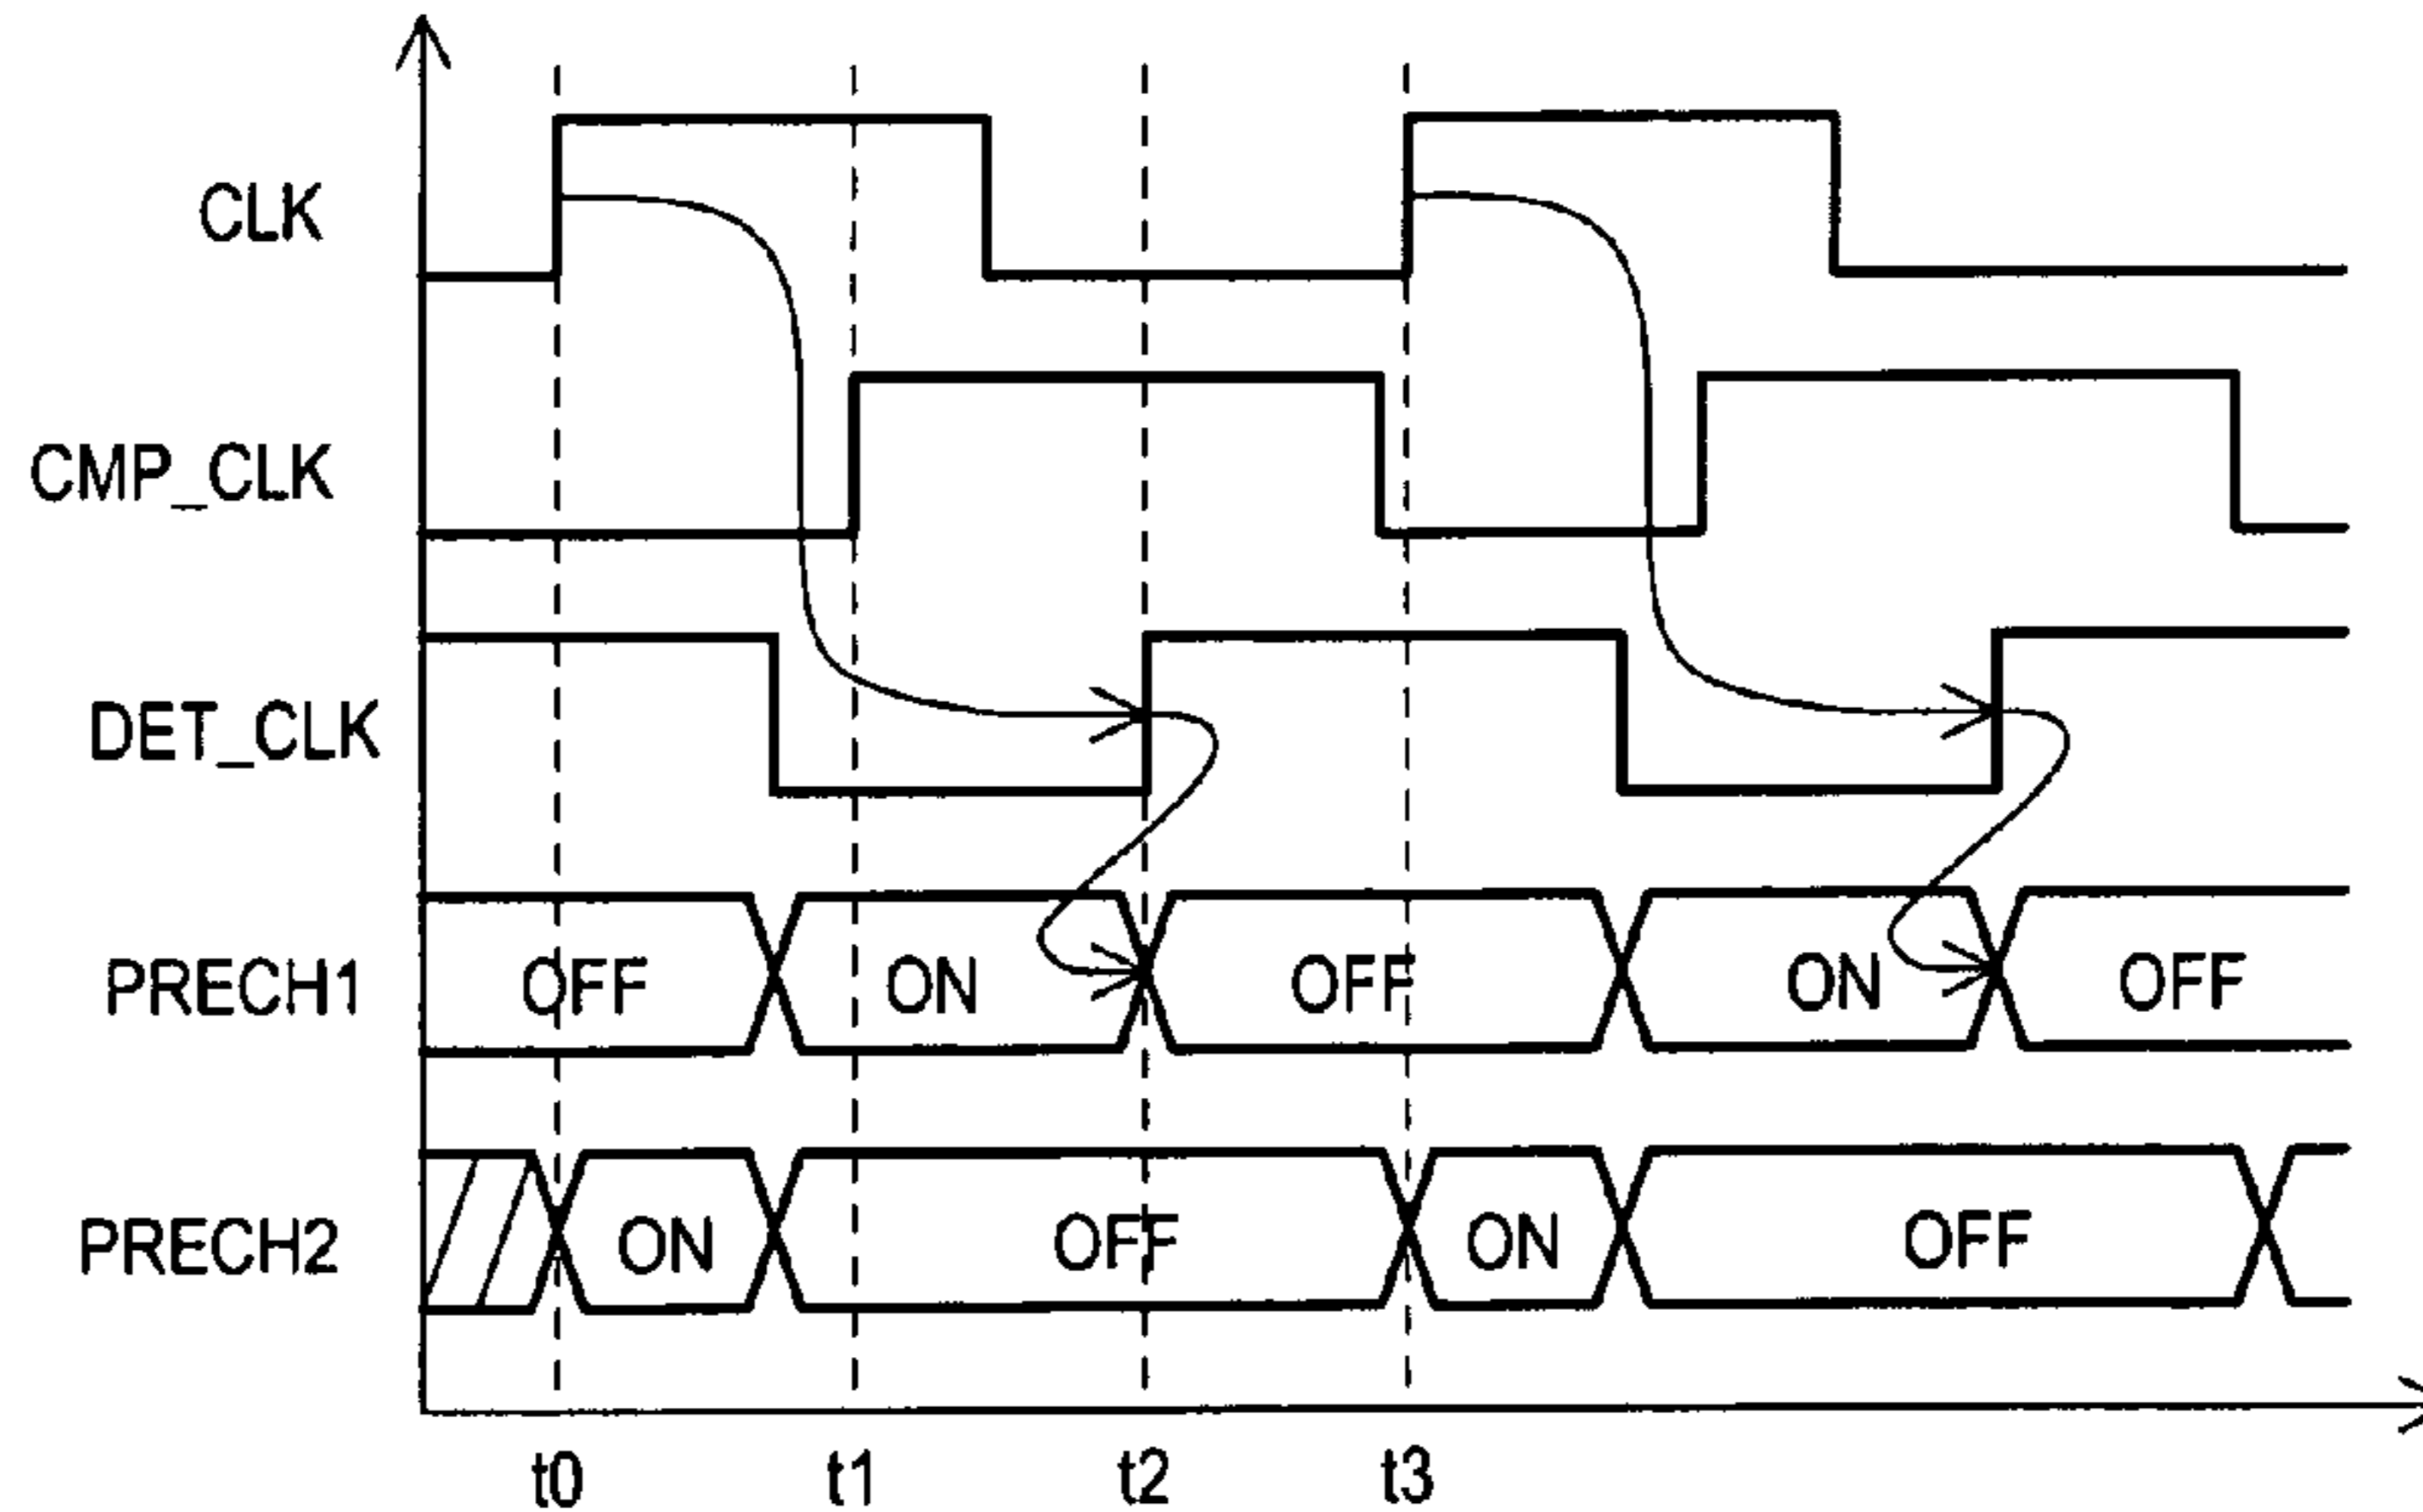 CLK
CMP_CLK
DET_CLK
PRECH1 OFF ON OFF ON OFF
PRECH2 ON OFF ON OFF
t0 t1 t2 t3